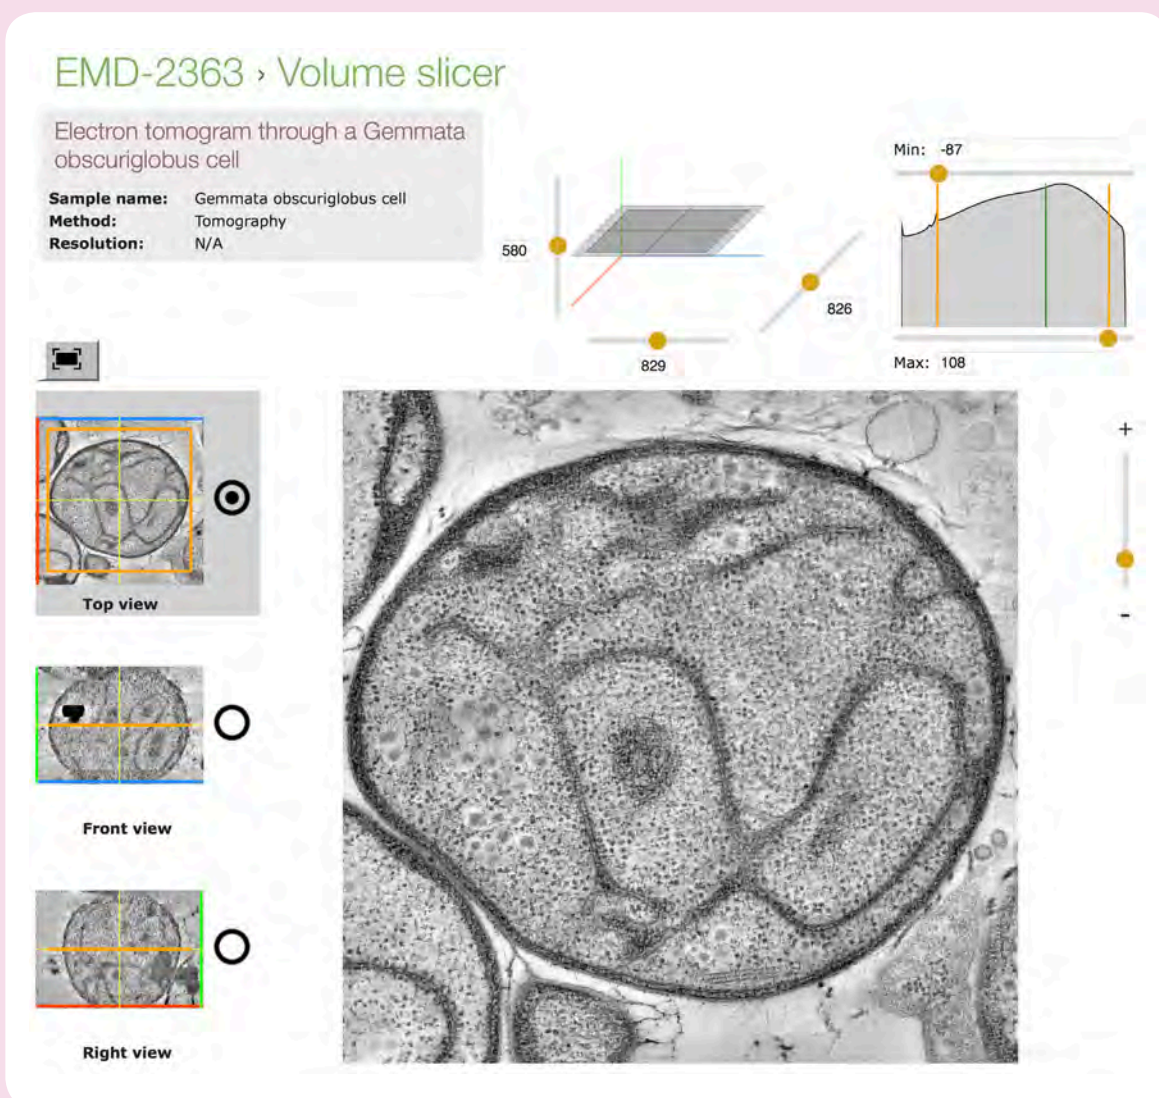 EMD-2363 › Volume slicer
Electron tomogram through a Gemmata
obscuriglobus cell
Sample name: Gemmata obscuriglobus cell
Method: Tomography
Resolution: N/A
580
826
829
Min: -87
Max: 108
+
-
Top view
Front view
Right view